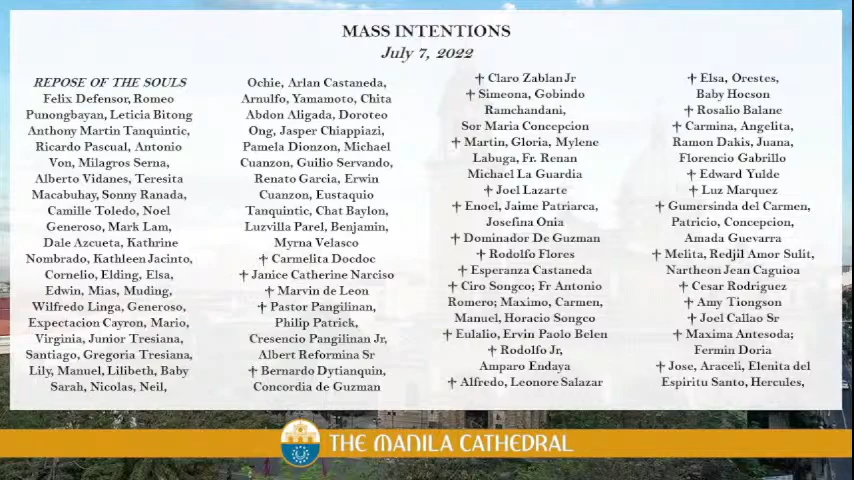 MASS INTENTIONS
July 7, 2022
REPOSE OF THE SOULS
Felix Defensor, Romeo
Punongbayan, Leticia Bitong
Anthony Martin Tanquintic,
Ricardo Pascual, Antonio
Von, Milagros Serna,
Alberto Vidanes, Teresita
Macabuhay, Sonny Ranada,
Camille Toledo, Noel
Generoso, Mark Lam,
Dale Azcueta, Kathrine
Nombrado, Kathleen Jacinto,
Cornelio, Elding, Elsa,
Edwin, Mias, Muding,
Wilfredo Linga, Generoso,
Expectacion Cayron, Mario,
Virginia, Junior Tresiana,
Santiago, Gregoria Tresiana,
Lily, Manuel, Lilibeth, Baby
Sarah, Nicolas, Neil,
Ochie, Arlan Castaneda,
Arnulfo, Yamamoto, Chita
Abdon Aligada, Doroteo
Ong, Jasper Chiappiazi,
Pamela Dionzon, Michael
Cuanzon, Guilio Servando,
Renato Garcia, Erwin
Cuanzon, Eustaquio
Tanquintic, Chat Baylon,
Luzvilla Parel, Benjamin,
Myrna Velasco
✝ Carmelita Docdoc
✝ Janice Catherine Narciso
✝ Marvin de Leon
✝ Pastor Pangilinan,
Philip Patrick,
Cresencio Pangilinan Jr,
Albert Reformina Sr
✝ Bernardo Dytianquin,
Concordia de Guzman
✝ Claro Zablan Jr
✝ Simeona, Gobindo
Ramchandani,
Sor Maria Concepcion
✝ Martin, Gloria, Mylene
Labuga, Fr. Renan
Michael La Guardia
✝ Joel Lazarte
✝ Enoel, Jaime Patriarca,
Josefina Onia
✝ Dominador De Guzman
✝ Rodolfo Flores
✝ Esperanza Castaneda
✝ Ciro Songco; Fr Antonio
Romero; Maximo, Carmen,
Manuel, Horacio Songco
✝ Eulalio, Ervin Paolo Belen
✝ Rodolfo Jr,
Amparo Endaya
✝ Alfredo, Leonore Salazar
✝ Elsa, Orestes,
Baby Hocson
✝ Rosalio Balane
✝ Carmina, Angelita,
Ramon Dakis, Juana,
Florencio Gabrillo
✝ Edward Yulde
✝ Luz Marquez
✝ Gumersinda del Carmen,
Patricio, Concepcion,
Amada Guevarra
✝ Melita, Redjil Amor Sulit,
Northeon Jean Caguioa
✝ Cesar Rodriguez
✝ Amy Tiongson
✝ Joel Callao Sr
✝ Maxima Antesoda;
Fermin Doria
✝ Jose, Araceli, Elenita del
Espiritu Santo, Hercules,
THE MANILA CATHEDRAL